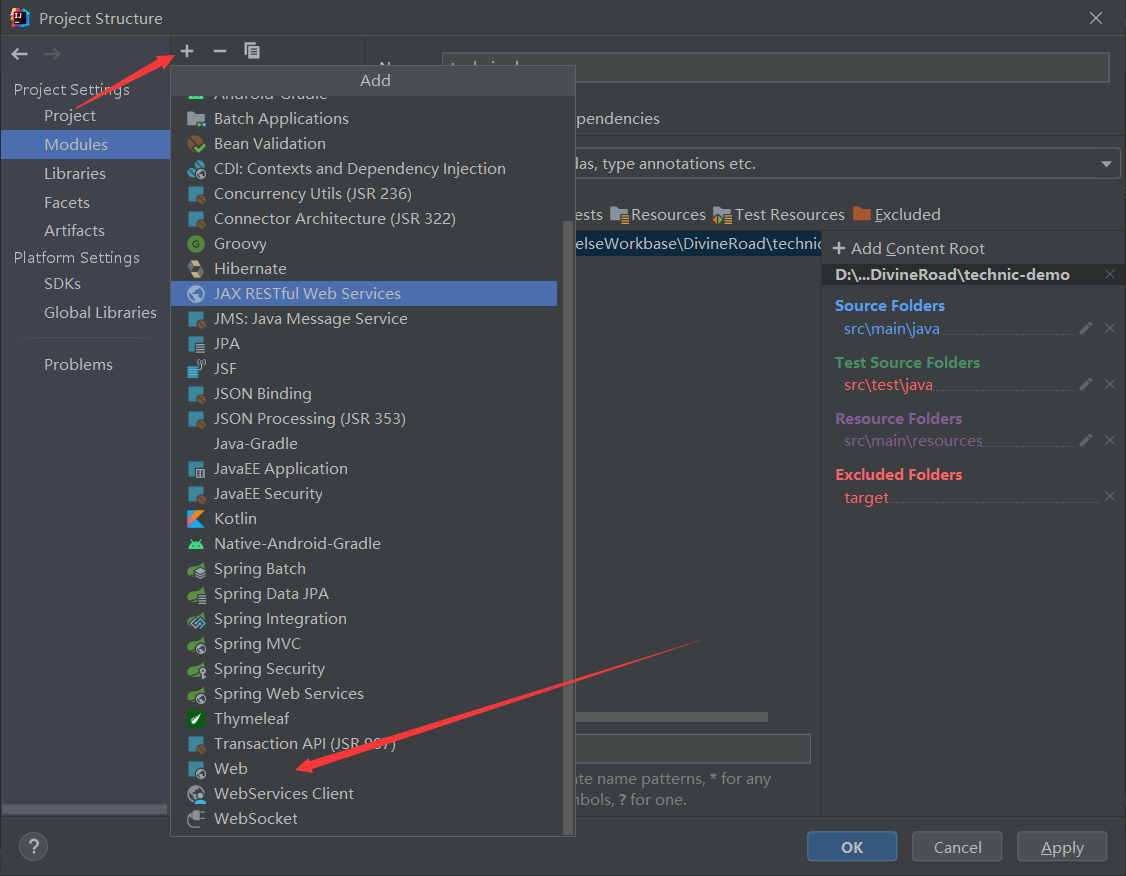 Project Structure
Project Settings
Project
Modules
Libraries
Facets
Artifacts
Platform Settings
SDKs
Global Libraries
Problems
Add
Android-Gradle
Batch Applications
Bean Validation
CDI: Contexts and Dependency Injection
Concurrency Utils (JSR 236)
Connector Architecture (JSR 322)
Groovy
Hibernate
JAX RESTful Web Services
JMS: Java Message Service
JPA
JSF
JSON Binding
JSON Processing (JSR 353)
Java-Gradle
JavaEE Application
JavaEE Security
Kotlin
Native-Android-Gradle
Spring Batch
Spring Data JPA
Spring Integration
Spring MVC
Spring Security
Spring Web Services
Thymeleaf
Transaction API (JSR 907)
Web
WebServices Client
WebSocket
pendencies
las, type annotations etc.
ests Resources Test Resources Excluded
elseWorkbase\DivineRoad\technic
Add Content Root
D:\...DivineRoad\technic-demo
Source Folders
src\main\java
Test Source Folders
src\test\java
Resource Folders
src\main\resources
Excluded Folders
target
te name patterns, * for any
bols, ? for one.
?
OK Cancel Apply